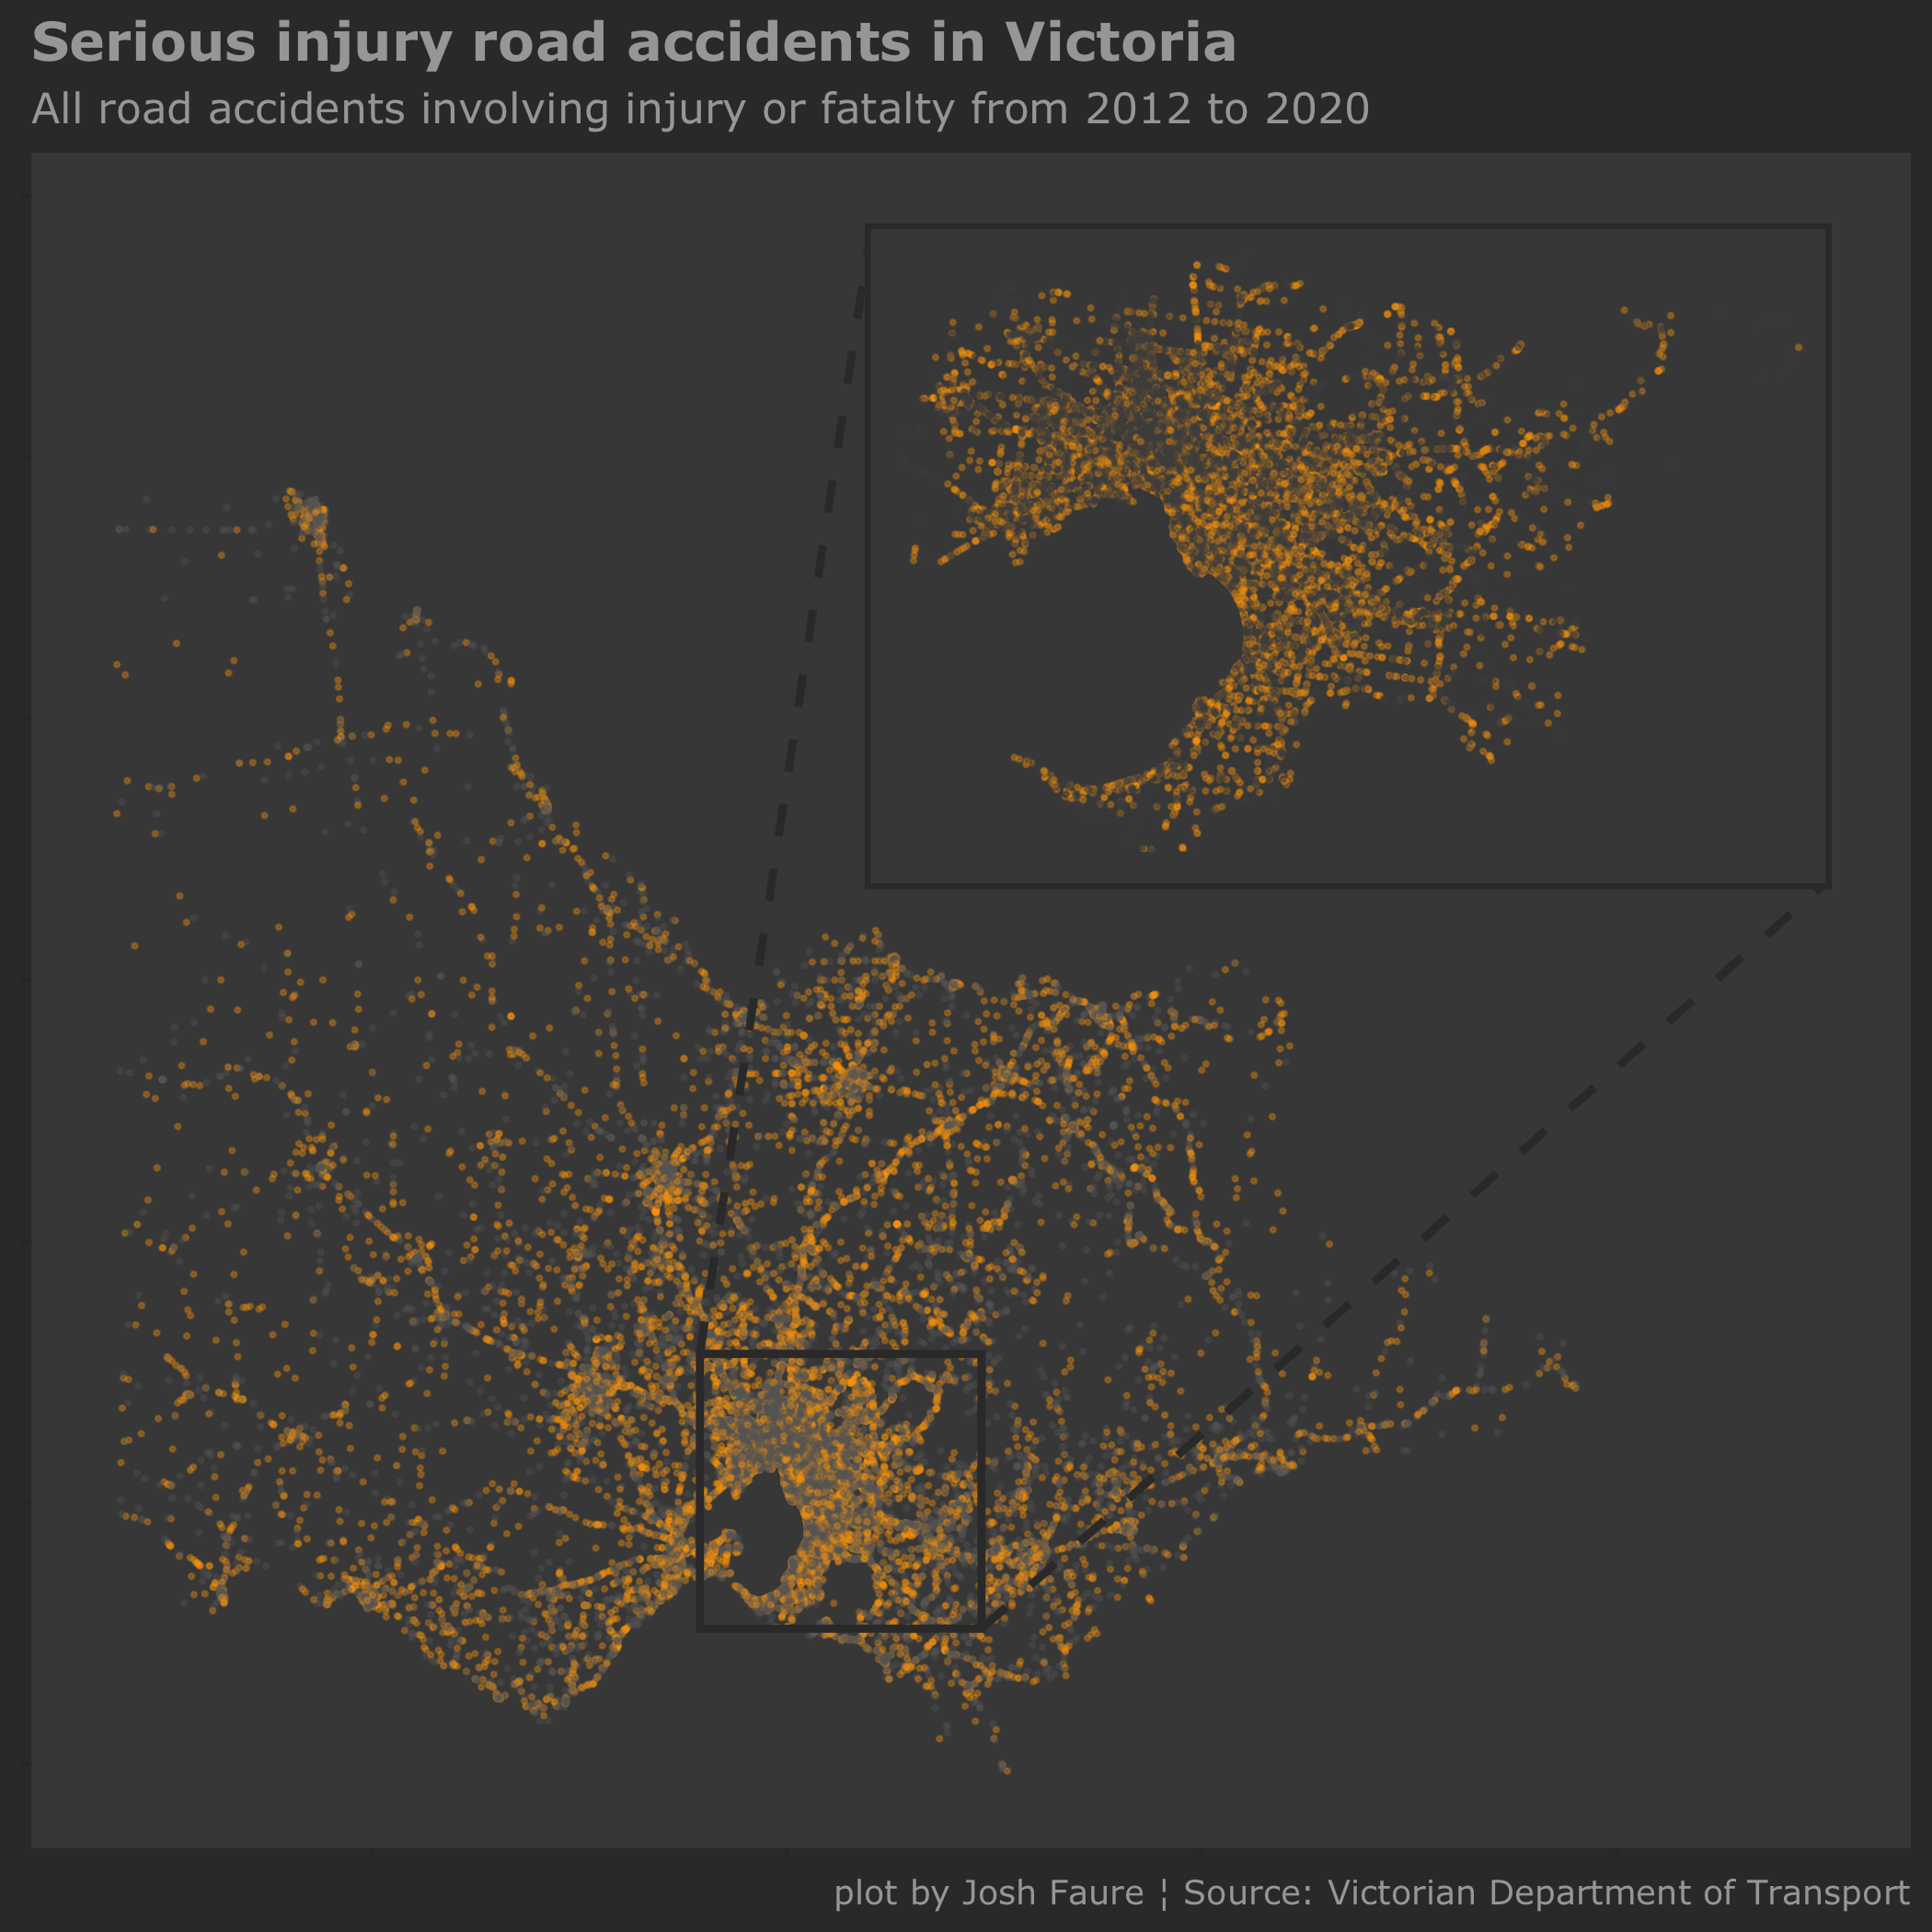 Serious injury road accidents in Victoria
All road accidents involving injury or fatalty from 2012 to 2020
plot by Josh Faure ¦ Source: Victorian Department of Transport